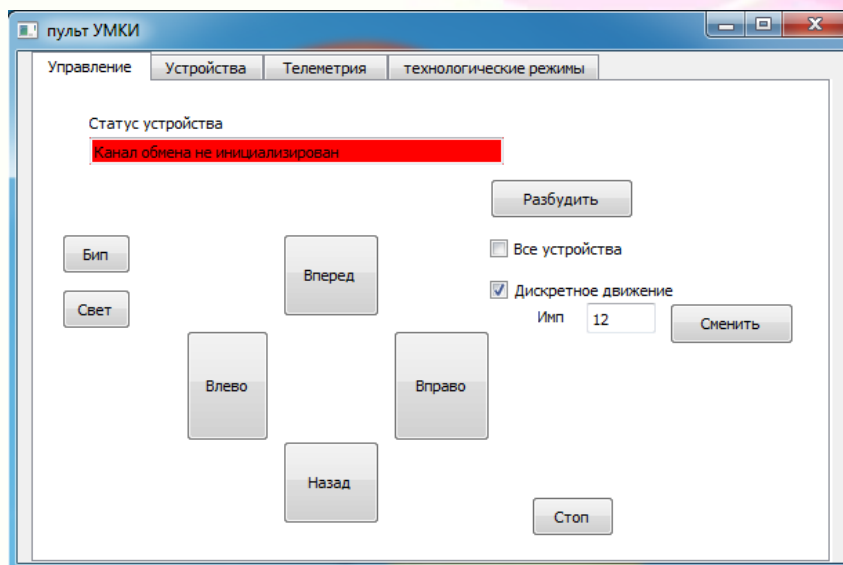 пульт УМКИ
Управление Устройства Телеметрия технологические режимы
Статус устройства
Канал обмена не инициализирован
Разбудить
Бип
Вперед
Все устройства
Свет
Дискретное движение
Имп 12 Сменить
Влево Вправо
Назад
Стоп